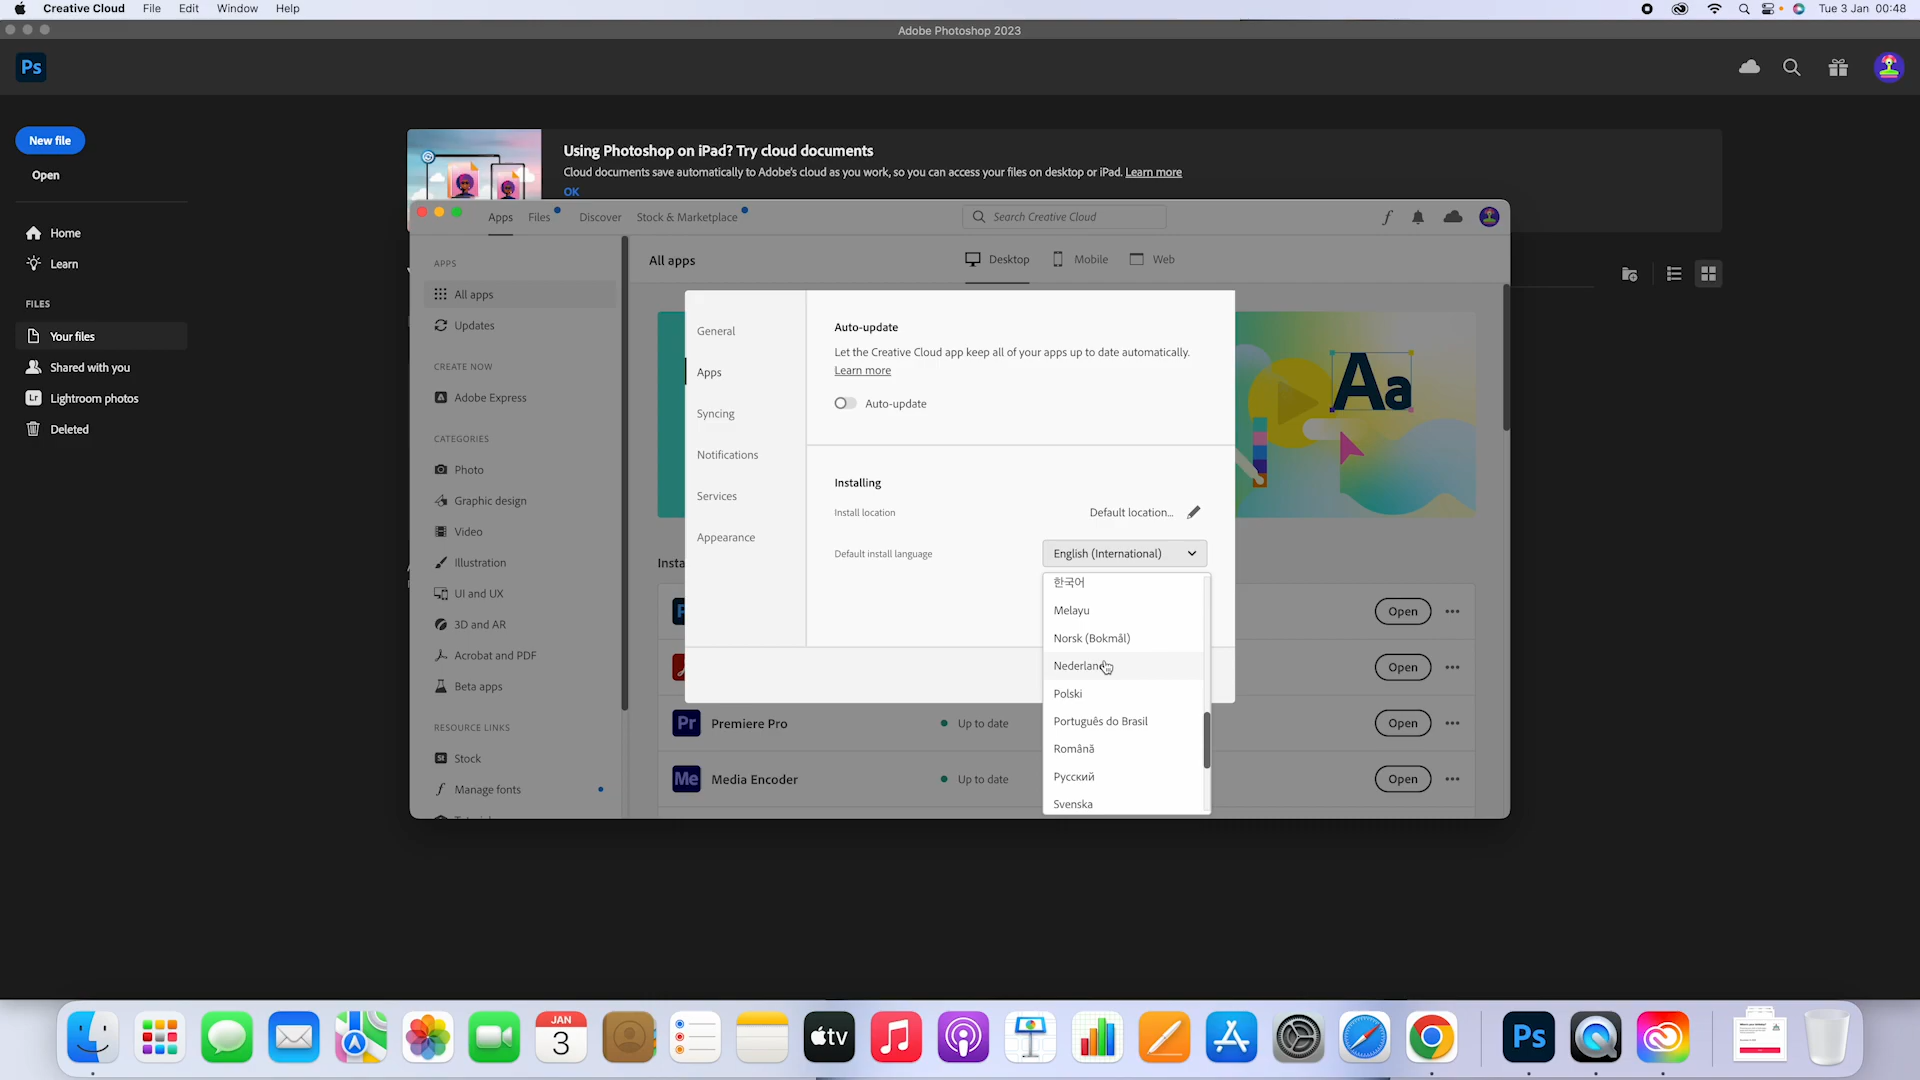 Creative Cloud File Edit Window Help
Tue 3 Jan 00:48
Adobe Photoshop 2023
Ps
New file
Open
Home
Learn
FILES
Your files
Shared with you
Lr Lightroom photos
Deleted
Using Photoshop on iPad? Try cloud documents
Cloud documents save automatically to Adobe's cloud as you work, so you can access your files on desktop or iPad. Learn more
OK
Apps Files Discover Stock & Marketplace
Search Creative Cloud
APPS
All apps
Updates
CREATE NOW
Adobe Express
CATEGORIES
Photo
Graphic design
Video
Illustration
UI and UX
3D and AR
Acrobat and PDF
Beta apps
RESOURCE LINKS
St Stock
Manage fonts
All apps
Desktop Mobile Web
Aa
General
Apps
Syncing
Notifications
Services
Appearance
Auto-update
Let the Creative Cloud app keep all of your apps up to date automatically.
Learn more
Auto-update
Installing
Install location Default location...
Default install language English (International)
한국어
Melayu
Norsk (Bokmål)
Polski
Português do Brasil
Română
Русский
Svenska
Open
Open
Pr Premiere Pro Up to date Open
Me Media Encoder Up to date Open
JAN
3
tv
Ps